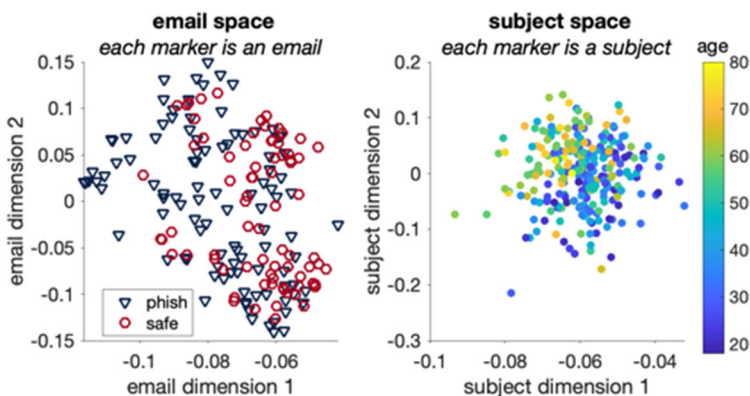 email space
each marker is an email
0.15
0.1
0.05
0
-0.05
-0.1
-0.15
email dimension 2
phish
safe
-0.1
-0.08
-0.06
email dimension 1
subject space
each marker is a subject
0.2
0.1
0
-0.1
-0.2
-0.3
subject dimension 2
-0.1
-0.08
-0.06
-0.04
subject dimension 1
age
80
70
60
50
40
30
20